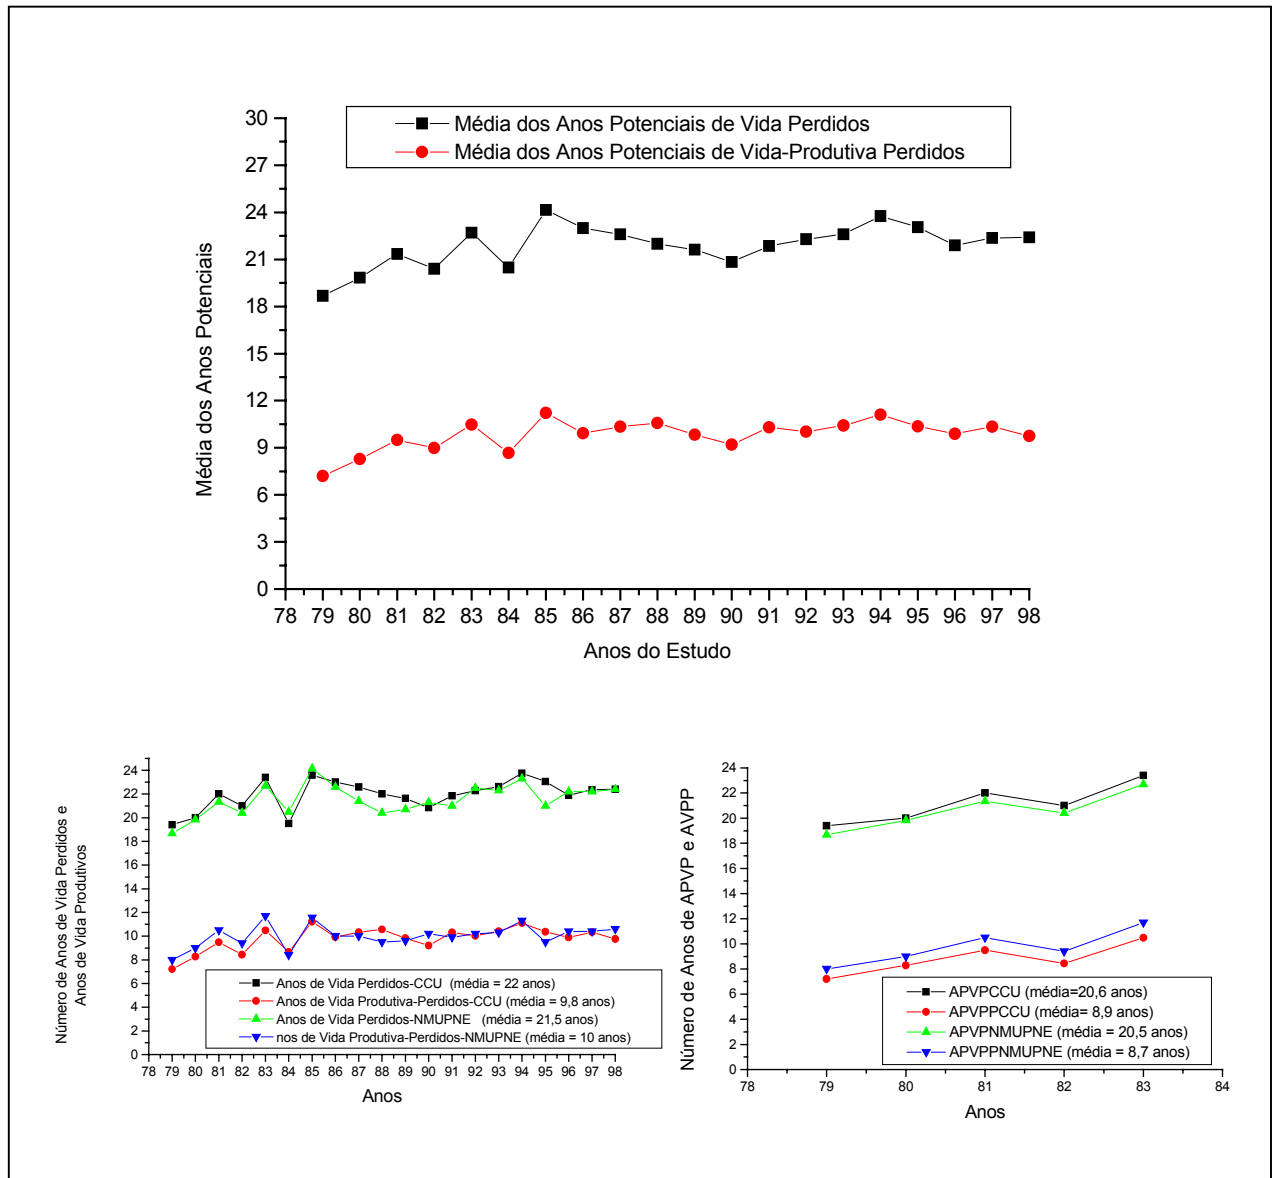 30
27
24
21
18
15
12
9
6
3
0
Média dos Anos Potenciais
Média dos Anos Potenciais de Vida Perdidos
Média dos Anos Potenciais de Vida-Produtiva Perdidos
78 79 80 81 82 83 84 85 86 87 88 89 90 91 92 93 94 95 96 97 98
Anos do Estudo
Número de Anos de Vida Perdidos e
Anos de Vida Produtivos
24
22
20
18
16
14
12
10
8
6
4
2
0
Anos de Vida Perdidos-CCU (média = 22 anos)
Anos de Vida Produtiva-Perdidos-CCU (média = 9,8 anos)
Anos de Vida Perdidos-NMUPNE (média = 21,5 anos)
nos de Vida Produtiva-Perdidos-NMUPNE (média = 10 anos)
78 79 80 81 82 83 84 85 86 87 88 89 90 91 92 93 94 95 96 97 98
Anos
Número de Anos de APVP e AVPP
24
22
20
18
16
14
12
10
8
6
4
2
0
APVPCCU (média=20,6 anos)
APVPPCCU (média= 8,9 anos)
APVPNMUPNE (média = 20,5 anos)
APVPPNMUPNE (média = 8,7 anos)
78 79 80 81 82 83 84
Anos